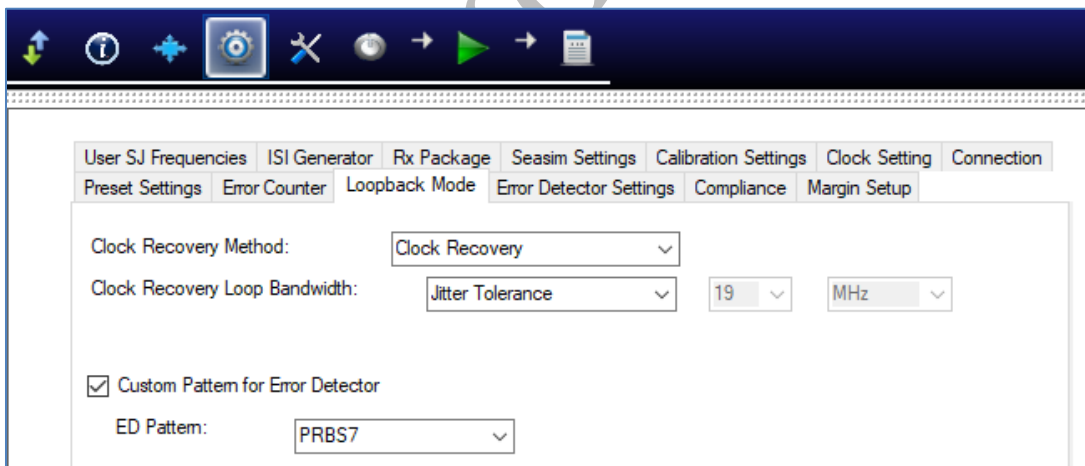 User SJ Frequencies ISI Generator Rx Package Seasim Settings Calibration Settings Clock Setting Connection
Preset Settings Error Counter Loopback Mode Error Detector Settings Compliance Margin Setup
Clock Recovery Method: Clock Recovery
Clock Recovery Loop Bandwidth: Jitter Tolerance 19 MHz
Custom Pattern for Error Detector
ED Pattern: PRBS7